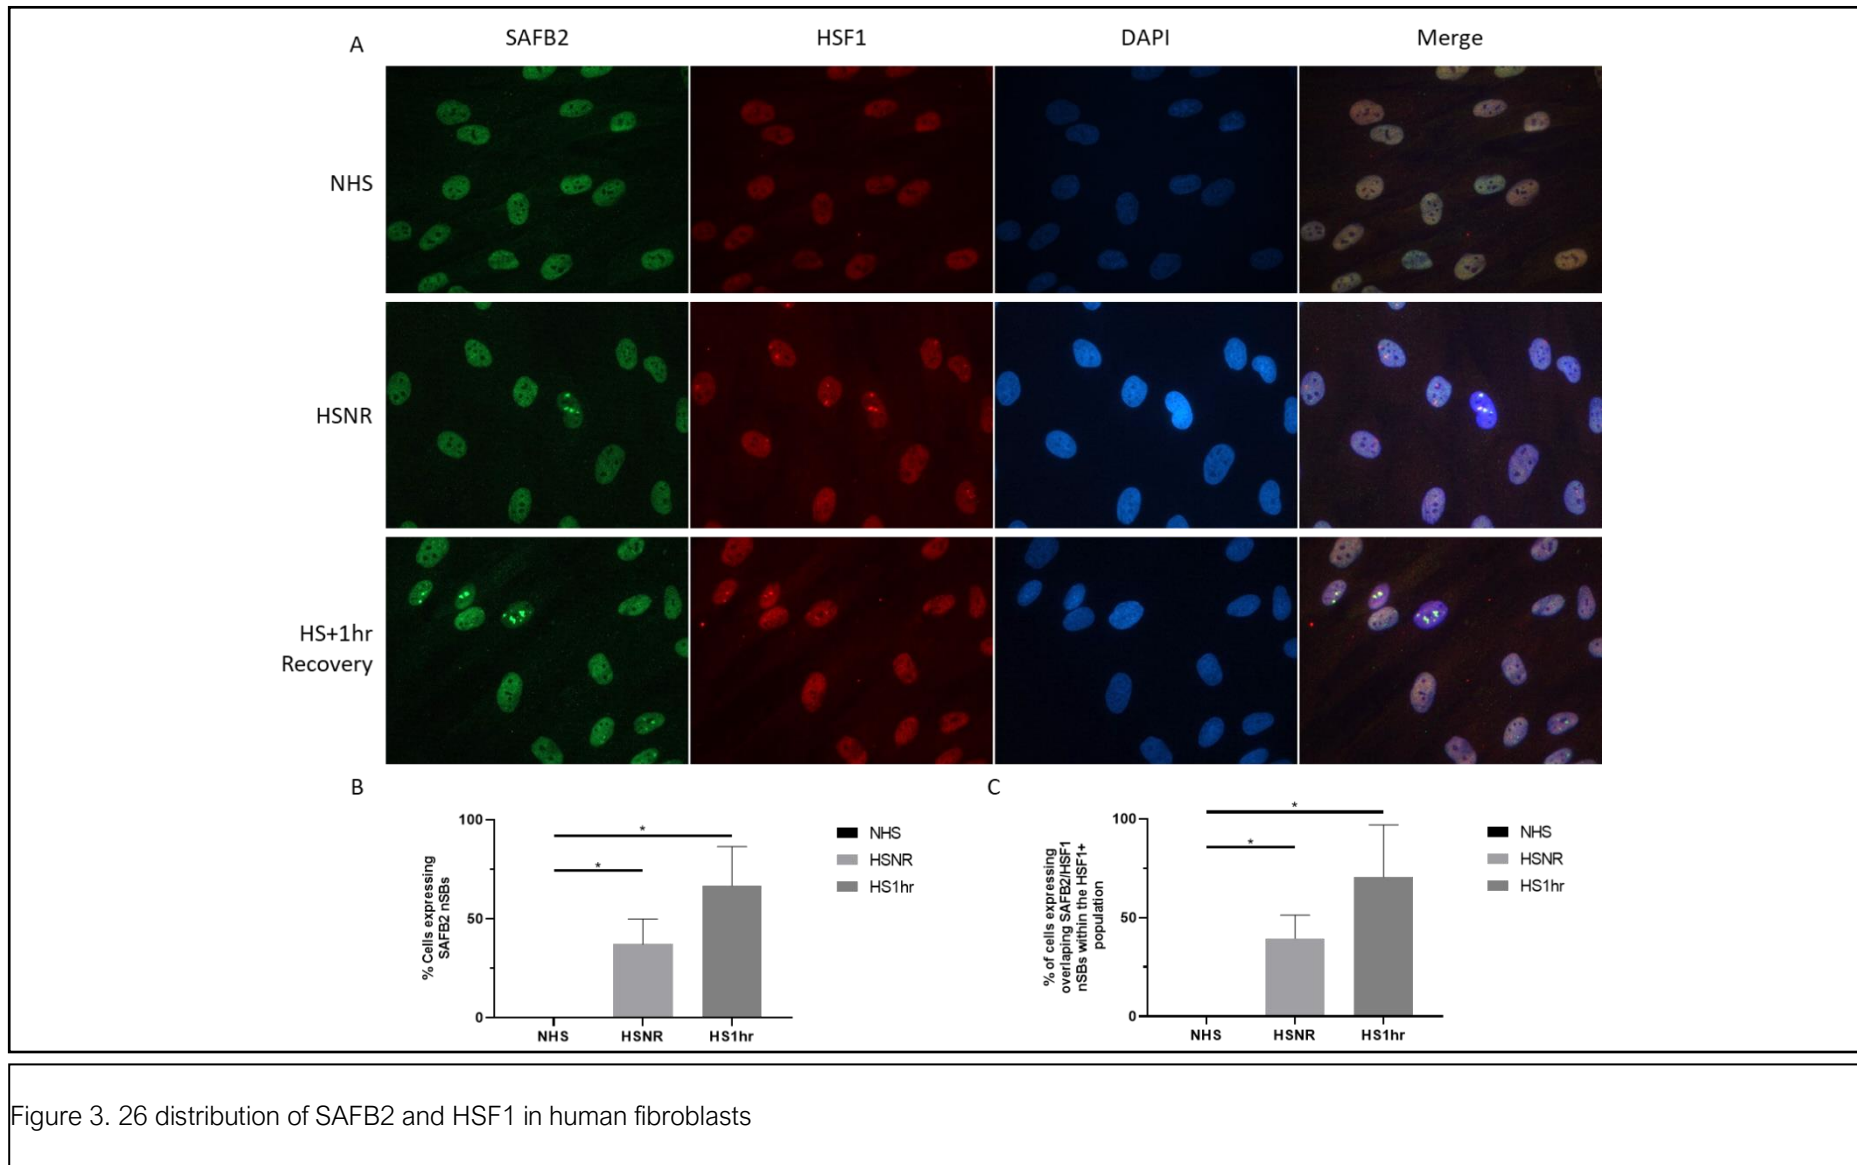 A
SAFB2
HSF1
DAPI
Merge
NHS
HSNR
HS+1hr
Recovery
B
% Cells expressing
SAFB2 nSBs
100
50
0
*
*
NHS
HSNR
HS1hr
NHS
HSNR
HS1hr
C
% of cells expressing
overlaping SAFB2/HSF1
nSBs within the HSF1+
population
100
50
0
*
*
NHS
HSNR
HS1hr
NHS
HSNR
HS1hr
Figure 3. 26 distribution of SAFB2 and HSF1 in human fibroblasts